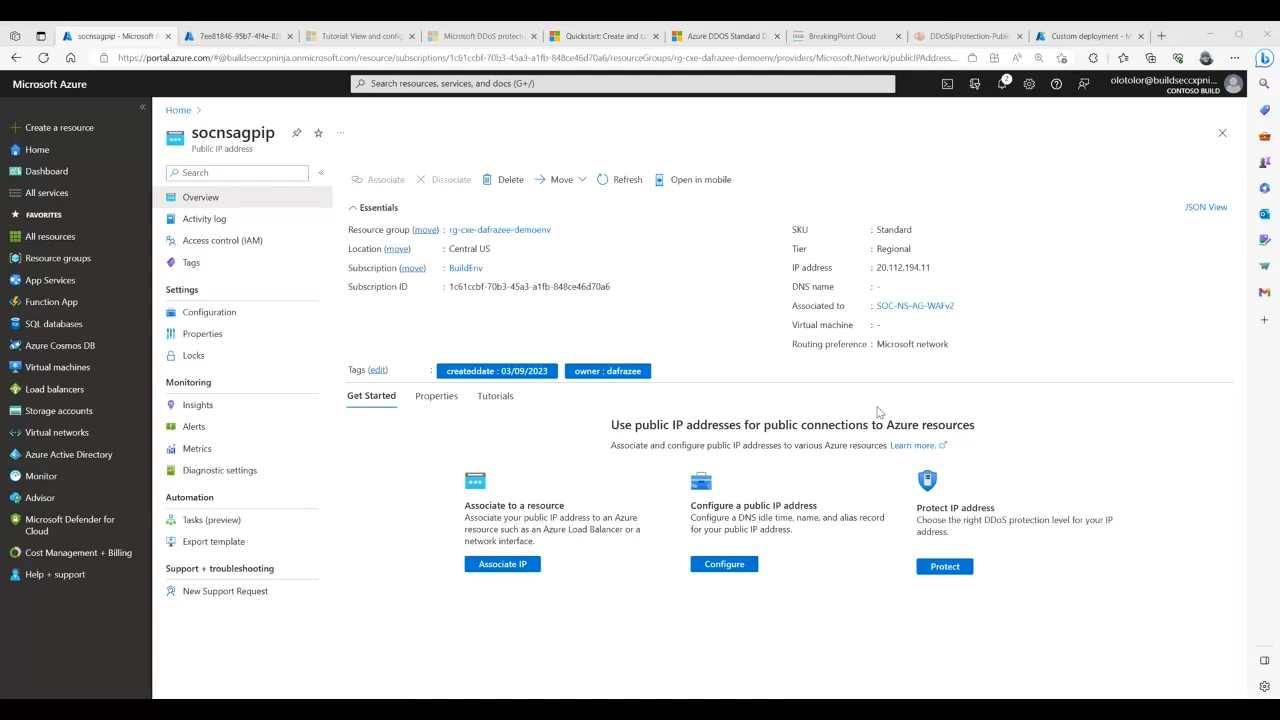 socnsagpip - Microsoft A
7ee81846-95b7-4f4e-82
Tutorial: View and config
Microsoft DDoS protect
Quickstart: Create and co
Azure DDOS Standard D
BreakingPoint Cloud
DDoSIpProtection-Publi
Custom deployment - M
https://portal.azure.com/#@buildseccxpninja.onmicrosoft.com/resource/subscriptions/1c61ccbf-70b3-45a3-a1fb-848ce46d70a6/resourceGroups/rg-cxe-dafrazee-demoenv/providers/Microsoft.Network/publicIPAddress...
Microsoft Azure
Search resources, services, and docs (G+/)
2
olotolor@buildseccxpni...
CONTOSO BUILD
Create a resource
Home
Dashboard
All services
FAVORITES
All resources
Resource groups
App Services
Function App
SQL databases
Azure Cosmos DB
Virtual machines
Load balancers
Storage accounts
Virtual networks
Azure Active Directory
Monitor
Advisor
Microsoft Defender for
Cloud
Cost Management + Billing
Help + support
Home
socnsagpip
Public IP address
Search
Overview
Activity log
Access control (IAM)
Tags
Settings
Configuration
Properties
Locks
Monitoring
Insights
Alerts
Metrics
Diagnostic settings
Automation
Tasks (preview)
Export template
Support + troubleshooting
New Support Request
Associate
Dissociate
Delete
Move
Refresh
Open in mobile
Essentials
JSON View
Resource group (move) : rg-cxe-dafrazee-demoenv
Location (move) : Central US
Subscription (move) : BuildEnv
Subscription ID : 1c61ccbf-70b3-45a3-a1fb-848ce46d70a6
SKU : Standard
Tier : Regional
IP address : 20.112.194.11
DNS name : -
Associated to : SOC-NS-AG-WAFv2
Virtual machine : -
Routing preference : Microsoft network
Tags (edit) : createddate : 03/09/2023 owner : dafrazee
Get Started
Properties
Tutorials
Use public IP addresses for public connections to Azure resources
Associate and configure public IP addresses to various Azure resources Learn more.
Associate to a resource
Associate your public IP address to an Azure
resource such as an Azure Load Balancer or a
network interface.
Associate IP
Configure a public IP address
Configure a DNS idle time, name, and alias record
for your public IP address.
Configure
Protect IP address
Choose the right DDoS protection level for your IP
address.
Protect